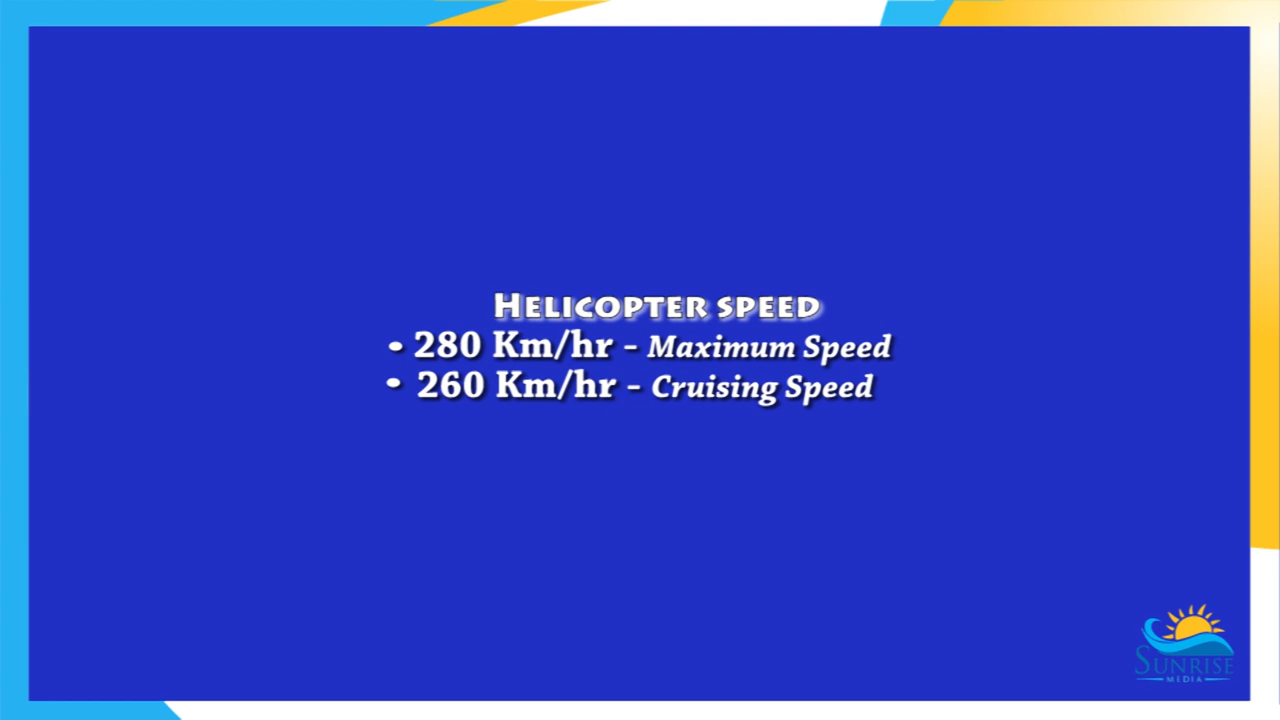 HELICOPTER SPEED
• 280 Km/hr - Maximum Speed
• 260 Km/hr - Cruising Speed
SUNRISE
MEDIA